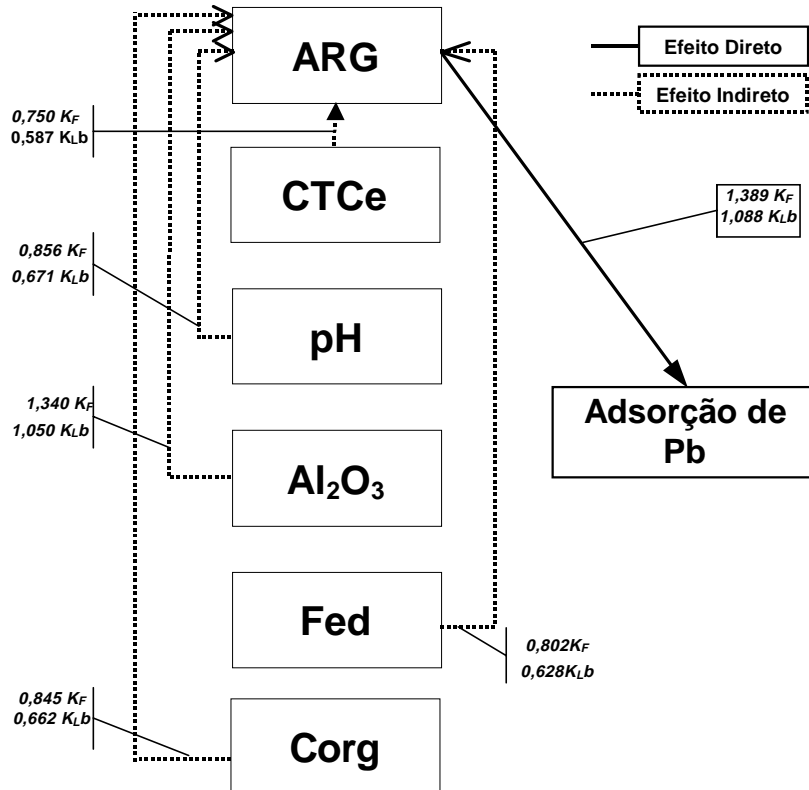 ARG
Efeito Direto
Efeito Indireto
0,750 KF
0,587 KLb
CTCe
1,389 KF
1,088 KLb
0,856 KF
0,671 KLb
pH
1,340 KF
1,050 KLb
Adsorção de
Pb
Al₂O₃
Fed
0,802KF
0,628KLb
0,845 KF
0,662 KLb
Corg